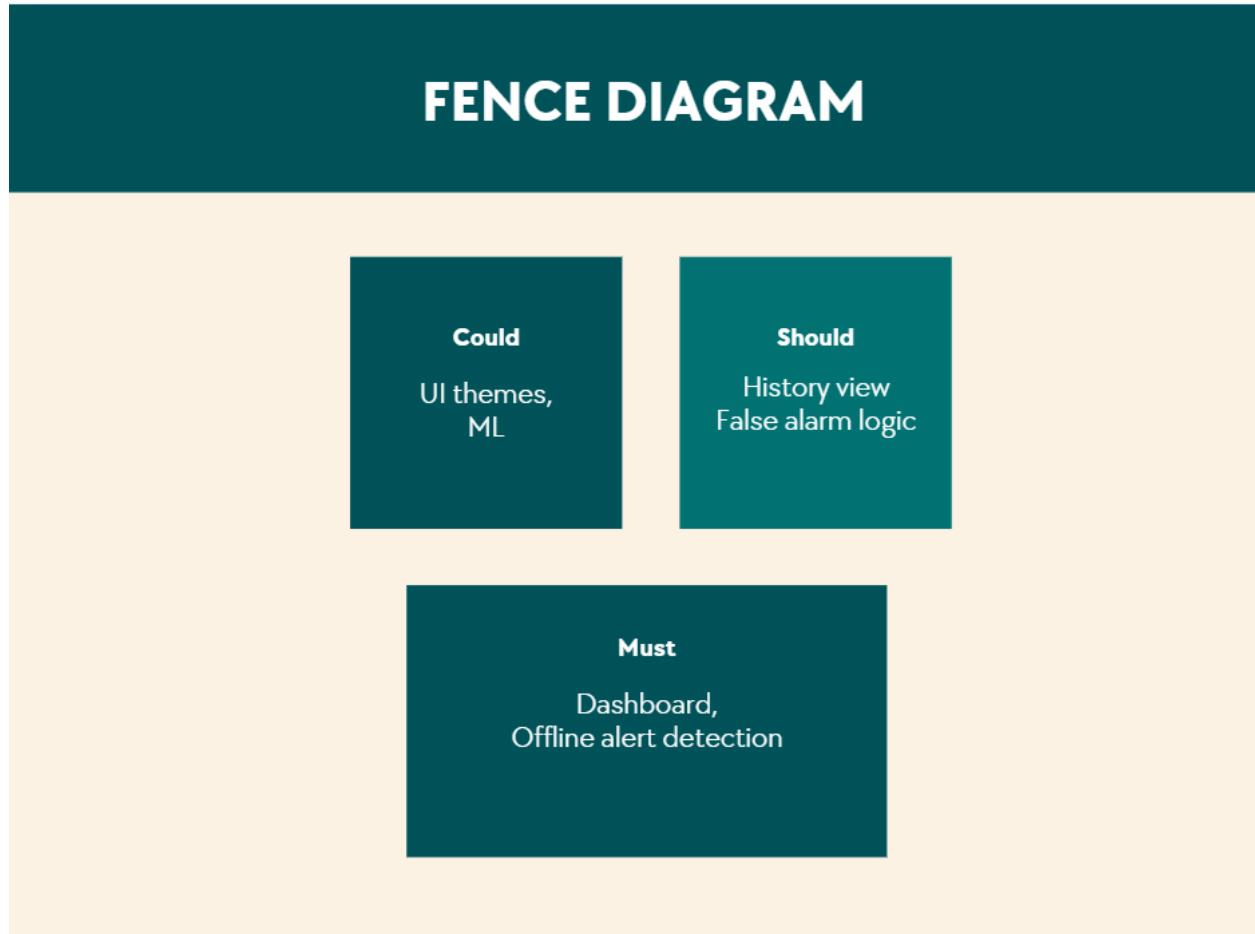 FENCE DIAGRAM
Could
UI themes,
ML
Should
History view
False alarm logic
Must
Dashboard,
Offline alert detection